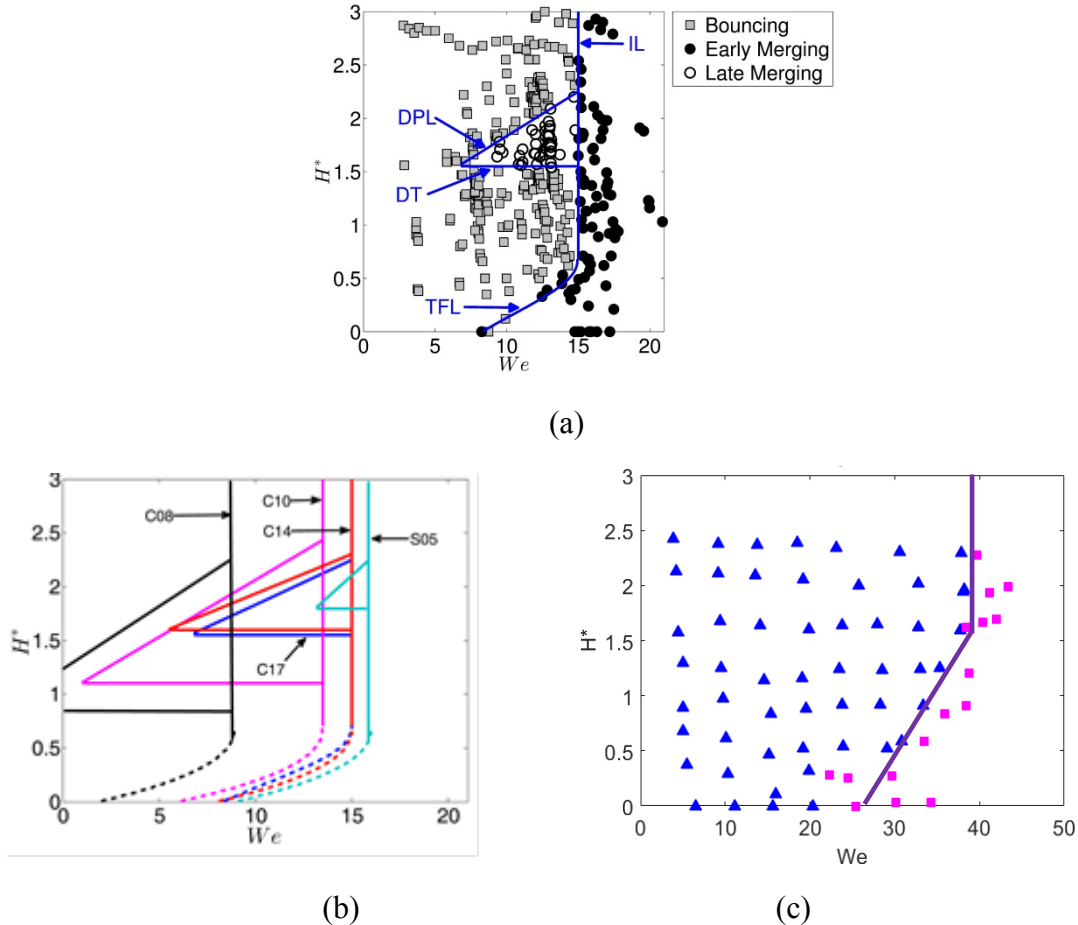 3
2.5
2
1.5
1
0.5
0
H*
0
5
10
15
20
We
IL
DPL
DT
TFL
Bouncing
Early Merging
Late Merging
(a)
3
2.5
2
1.5
1
0.5
0
H*
0
5
10
15
20
We
C08
C10
C14
S05
C17
(b)
3
2.5
2
1.5
1
0.5
0
H*
0
10
20
30
40
50
We
(c)